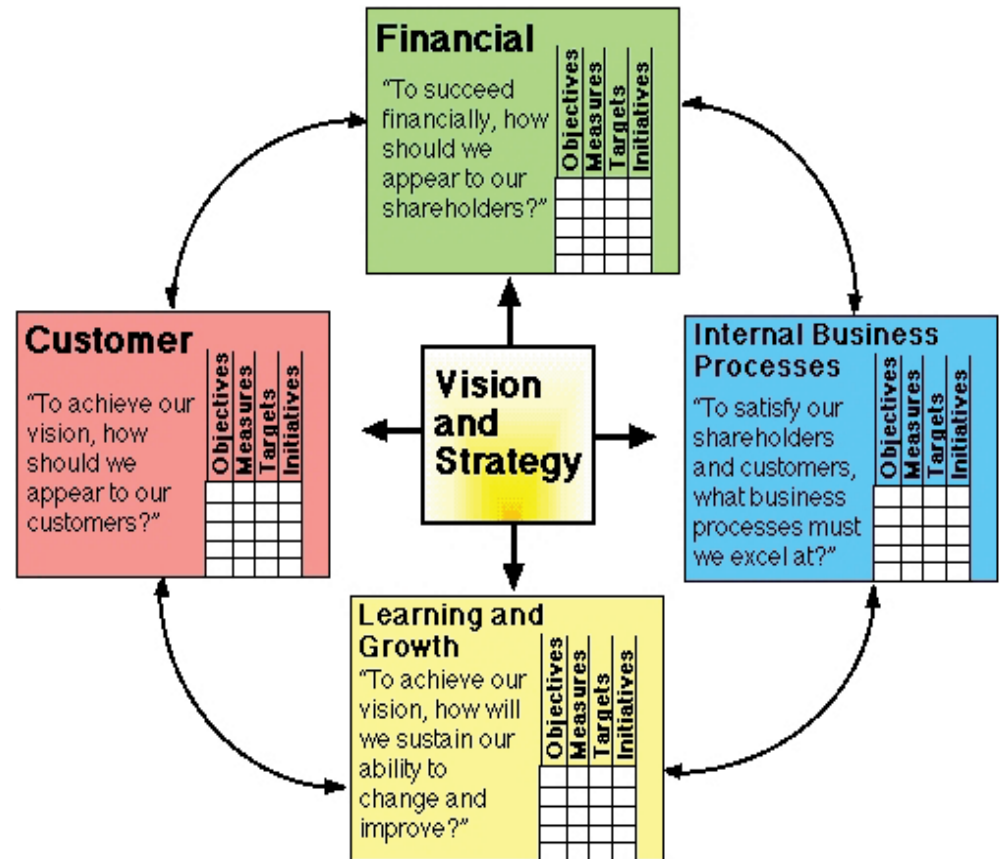 Financial
“To succeed
financially, how
should we
appear to our
shareholders?”
Objectives
Measures
Targets
Initiatives
Customer
“To achieve our
vision, how
should we
appear to our
customers?”
Objectives
Measures
Targets
Initiatives
Vision
and
Strategy
Internal Business
Processes
“To satisfy our
shareholders
and customers,
what business
processes must
we excel at?”
Objectives
Measures
Targets
Initiatives
Learning and
Growth
“To achieve our
vision, how will
we sustain our
ability to
change and
improve?”
Objectives
Measures
Targets
Initiatives